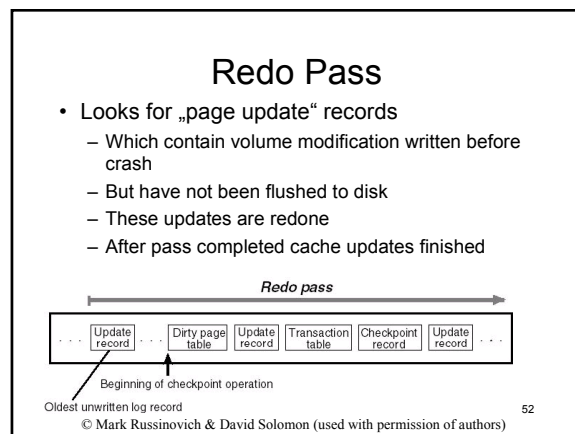 Redo Pass
• Looks for „page update“ records
– Which contain volume modification written before
crash
– But have not been flushed to disk
– These updates are redone
– After pass completed cache updates finished
Redo pass
. . . Update record . . . Dirty page table Update record Transaction table Checkpoint record Update record . . .
Beginning of checkpoint operation
Oldest unwritten log record
52
© Mark Russinovich & David Solomon (used with permission of authors)